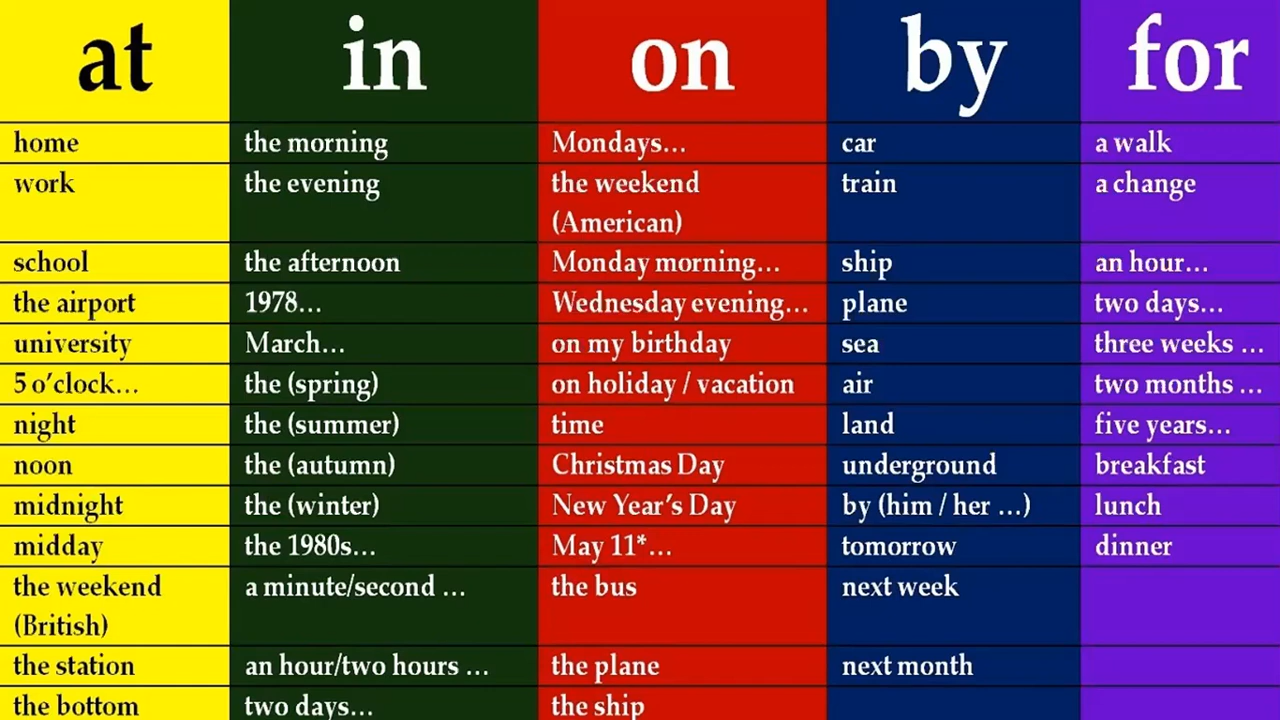 at in on by for
home the morning Mondays... car a walk
work the evening the weekend train a change
(American)
school the afternoon Monday morning... ship an hour...
the airport 1978... Wednesday evening... plane two days...
university March... on my birthday sea three weeks ...
5 o’clock... the (spring) on holiday / vacation air two months ...
night the (summer) time land five years...
noon the (autumn) Christmas Day underground breakfast
midnight the (winter) New Year’s Day by (him / her ...) lunch
midday the 1980s... May 11*... tomorrow dinner
the weekend a minute/second ... the bus next week
(British)
the station an hour/two hours ... the plane next month
the bottom two days... the ship